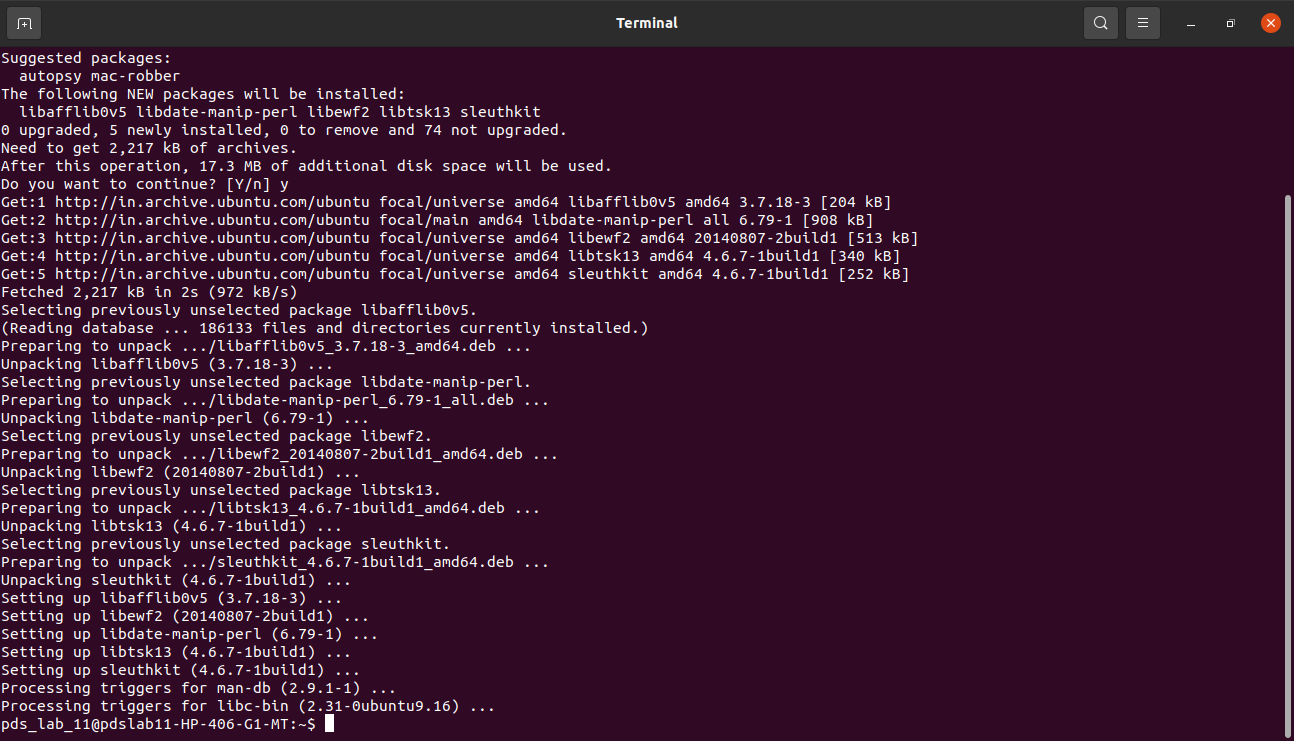 Terminal
Suggested packages:
  autopsy mac-robber
The following NEW packages will be installed:
  libafflib0v5 libdate-manip-perl libewf2 libtsk13 sleuthkit
0 upgraded, 5 newly installed, 0 to remove and 74 not upgraded.
Need to get 2,217 kB of archives.
After this operation, 17.3 MB of additional disk space will be used.
Do you want to continue? [Y/n] y
Get:1 http://in.archive.ubuntu.com/ubuntu focal/universe amd64 libafflib0v5 amd64 3.7.18-3 [204 kB]
Get:2 http://in.archive.ubuntu.com/ubuntu focal/main amd64 libdate-manip-perl all 6.79-1 [908 kB]
Get:3 http://in.archive.ubuntu.com/ubuntu focal/universe amd64 libewf2 amd64 20140807-2build1 [513 kB]
Get:4 http://in.archive.ubuntu.com/ubuntu focal/universe amd64 libtsk13 amd64 4.6.7-1build1 [340 kB]
Get:5 http://in.archive.ubuntu.com/ubuntu focal/universe amd64 sleuthkit amd64 4.6.7-1build1 [252 kB]
Fetched 2,217 kB in 2s (972 kB/s)
Selecting previously unselected package libafflib0v5.
(Reading database ... 186133 files and directories currently installed.)
Preparing to unpack .../libafflib0v5_3.7.18-3_amd64.deb ...
Unpacking libafflib0v5 (3.7.18-3) ...
Selecting previously unselected package libdate-manip-perl.
Preparing to unpack .../libdate-manip-perl_6.79-1_all.deb ...
Unpacking libdate-manip-perl (6.79-1) ...
Selecting previously unselected package libewf2.
Preparing to unpack .../libewf2_20140807-2build1_amd64.deb ...
Unpacking libewf2 (20140807-2build1) ...
Selecting previously unselected package libtsk13.
Preparing to unpack .../libtsk13_4.6.7-1build1_amd64.deb ...
Unpacking libtsk13 (4.6.7-1build1) ...
Selecting previously unselected package sleuthkit.
Preparing to unpack .../sleuthkit_4.6.7-1build1_amd64.deb ...
Unpacking sleuthkit (4.6.7-1build1) ...
Setting up libafflib0v5 (3.7.18-3) ...
Setting up libewf2 (20140807-2build1) ...
Setting up libdate-manip-perl (6.79-1) ...
Setting up libtsk13 (4.6.7-1build1) ...
Setting up sleuthkit (4.6.7-1build1) ...
Processing triggers for man-db (2.9.1-1) ...
Processing triggers for libc-bin (2.31-0ubuntu9.16) ...
pds_lab_11@pdslab11-HP-406-G1-MT:~$